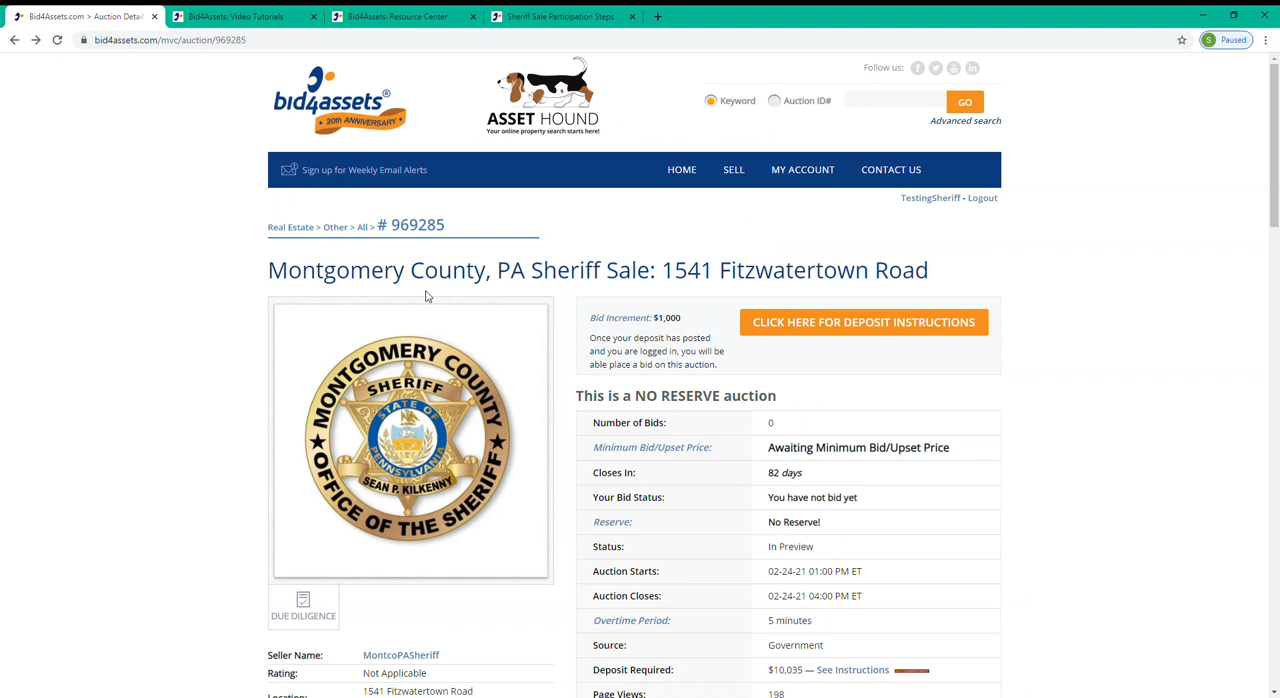 Bid4Assets.com > Auction Detai
Bid4Assets: Video Tutorials
Bid4Assets: Resource Center
Sheriff Sale Participation Steps
bid4assets.com/mvc/auction/969285
S Paused
Follow us:
bid4assets®
20th ANNIVERSARY
ASSET HOUND
Your online property search starts here!
Keyword
Auction ID#
GO
Advanced search
Sign up for Weekly Email Alerts
HOME
SELL
MY ACCOUNT
CONTACT US
TestingSheriff - Logout
Real Estate > Other > All > # 969285
Montgomery County, PA Sheriff Sale: 1541 Fitzwatertown Road
MONTGOMERY COUNTY
SHERIFF
STATE OF
PENNSYLVANIA
SEAN P. KILKENNY
OFFICE OF THE SHERIFF
DUE DILIGENCE
Seller Name: MontcoPASheriff
Rating: Not Applicable
Location: 1541 Fitzwatertown Road
Bid Increment: $1,000
CLICK HERE FOR DEPOSIT INSTRUCTIONS
Once your deposit has posted
and you are logged in, you will be
able place a bid on this auction.
This is a NO RESERVE auction
Number of Bids: 0
Minimum Bid/Upset Price: Awaiting Minimum Bid/Upset Price
Closes In: 82 days
Your Bid Status: You have not bid yet
Reserve: No Reserve!
Status: In Preview
Auction Starts: 02-24-21 01:00 PM ET
Auction Closes: 02-24-21 04:00 PM ET
Overtime Period: 5 minutes
Source: Government
Deposit Required: $10,035 — See Instructions
Page Views: 198